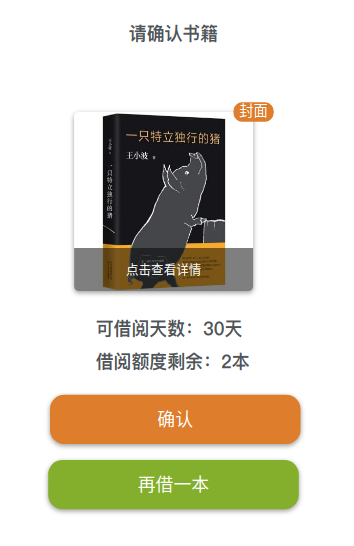 请确认书籍
封面
一只特立独行的猪
王小波 著
王小波
一只特立独行的猪
点击查看详情
可借阅天数：30天
借阅额度剩余：2本
确认
再借一本